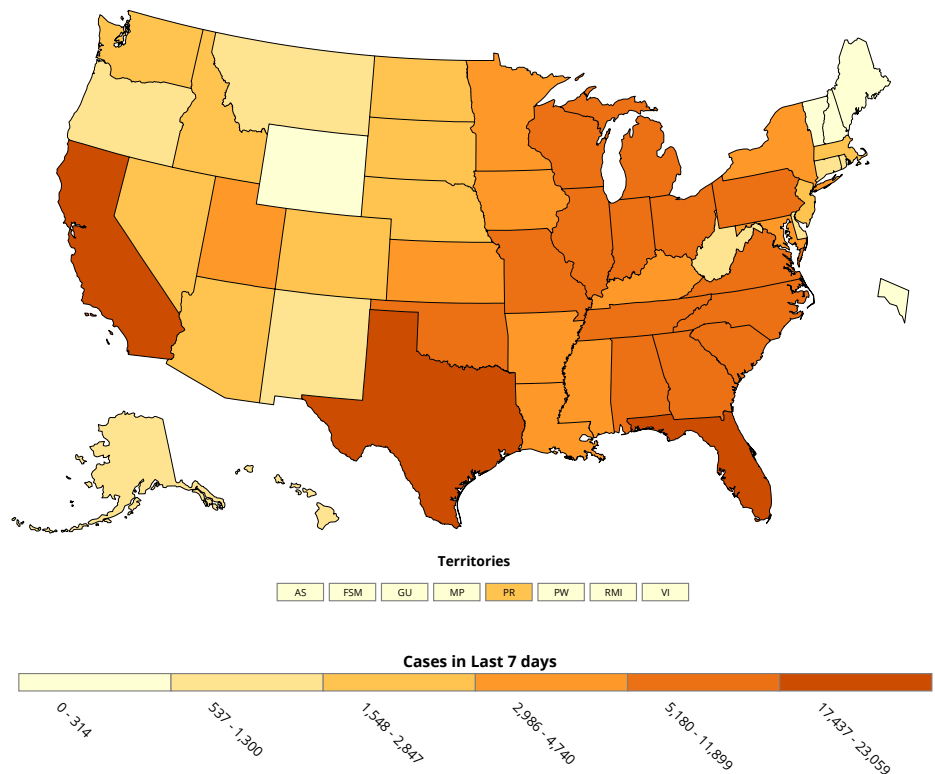 Territories
AS FSM GU MP PR PW RMI VI
Cases in Last 7 days
0 - 314 537 - 1,300 1,548 - 2,847 2,986 - 4,740 5,180 - 11,899 17,437 - 23,059